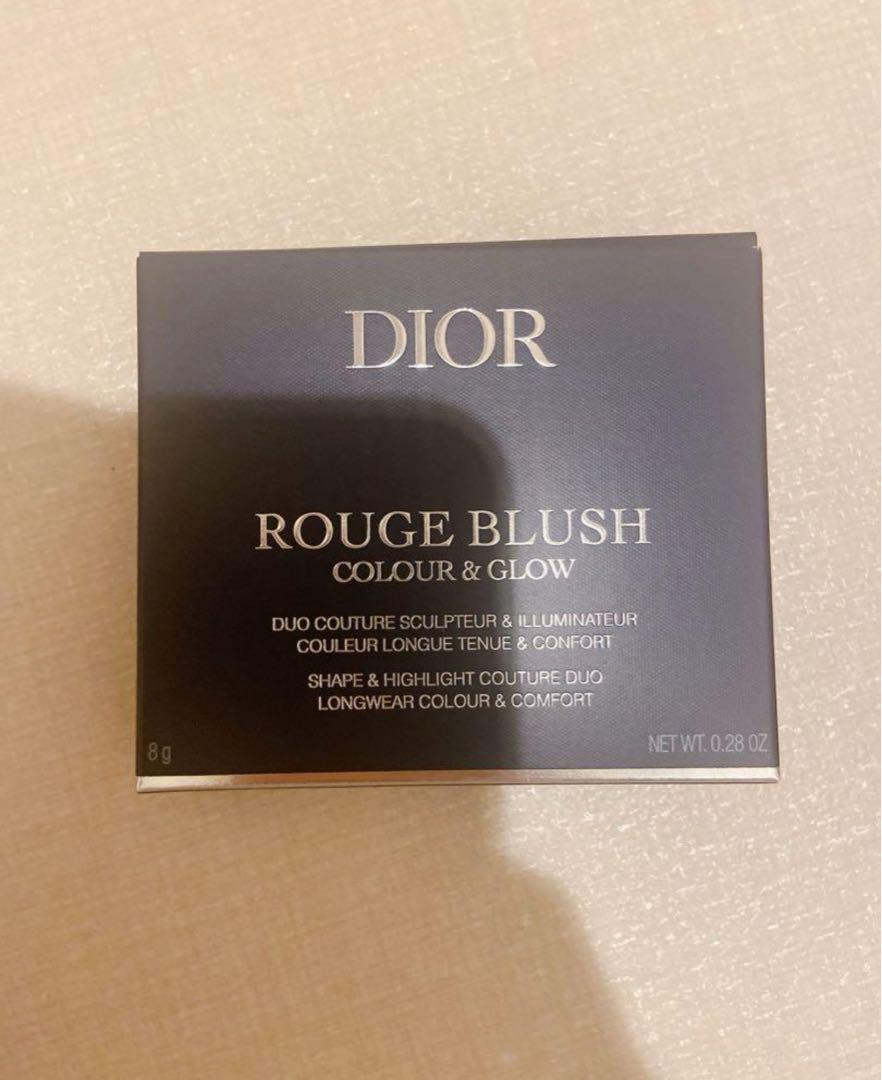 DIOR
ROUGE BLUSH
COLOUR & GLOW
DUO COUTURE SCULPTEUR & ILLUMINATEUR
COULEUR LONGUE TENUE & CONFORT
SHAPE & HIGHLIGHT COUTURE DUO
LONGWEAR COLOUR & COMFORT
8 g NET WT. 0.28 OZ